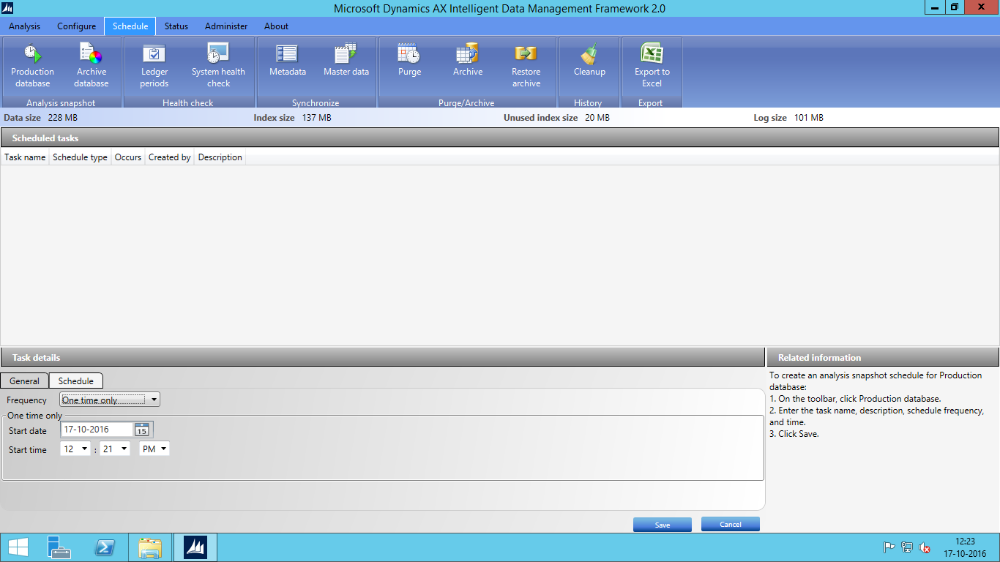 Microsoft Dynamics AX Intelligent Data Management Framework 2.0
Analysis Configure Schedule Status Administer About
Production database Archive database Ledger periods System health check Metadata Master data Purge Archive Restore archive Cleanup Export to Excel
Analysis snapshot Health check Synchronize Purge/Archive History Export
Data size 228 MB Index size 137 MB Unused index size 20 MB Log size 101 MB
Scheduled tasks
Task name Schedule type Occurs Created by Description
Task details
General Schedule
Frequency One time only
One time only
Start date 17-10-2016 15
Start time 12 : 21 PM
Save Cancel
Related information
To create an analysis snapshot schedule for Production
database:
1. On the toolbar, click Production database.
2. Enter the task name, description, schedule frequency,
and time.
3. Click Save.
12:23
17-10-2016